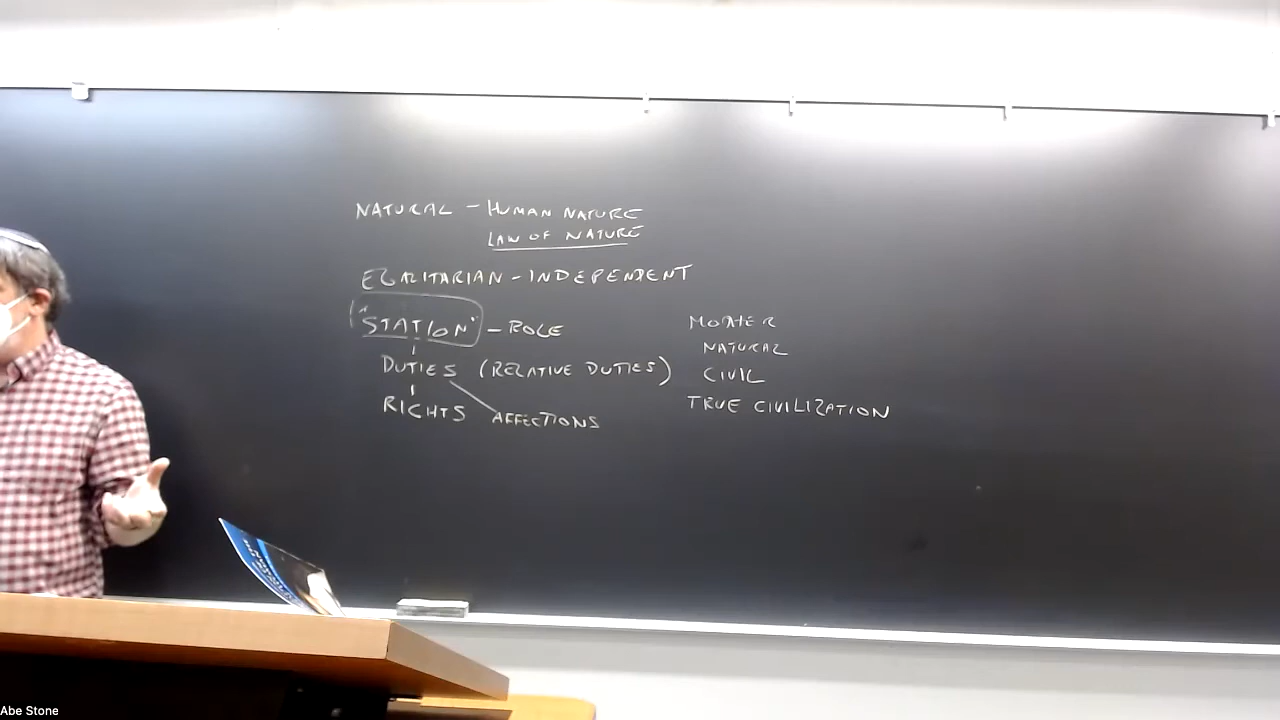 NATURAL - HUMAN NATURE
LAW OF NATURE
EGALITARIAN - INDEPENDENT
"STATION" - ROLE
DUTIES (RELATIVE DUTIES)
RIGHTS AFFECTIONS
MOTHER
NATURAL
CIVIL
TRUE CIVILIZATION
Abe Stone